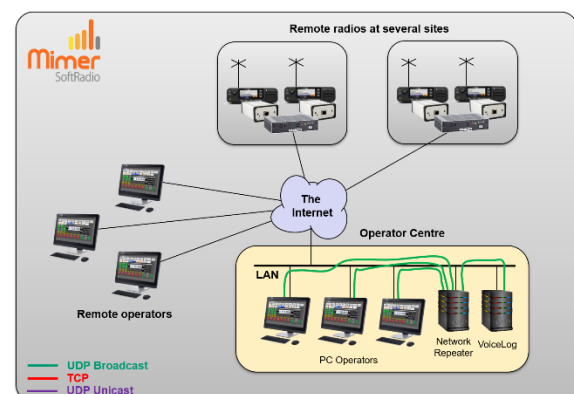 Mimer
SoftRadio
Remote radios at several sites
The
Internet
Operator Centre
LAN
Remote operators
PC Operators
Network
Repeater
VoiceLog
UDP Broadcast
TCP
UDP Unicast